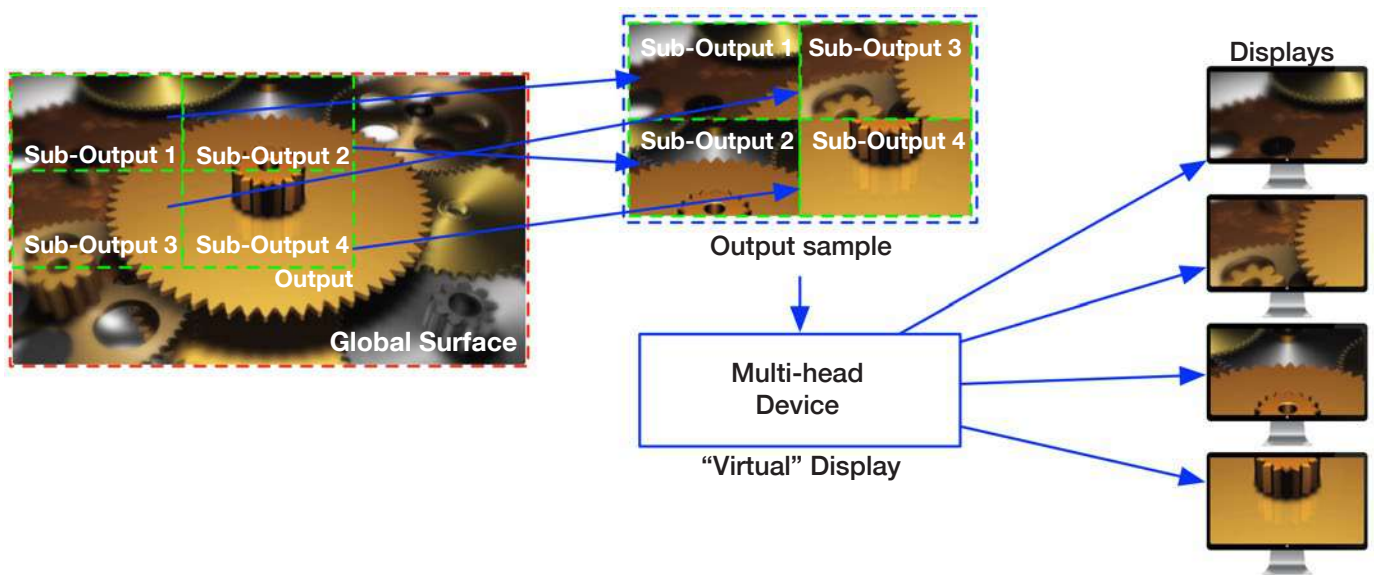 Sub-Output 1 Sub-Output 2
Sub-Output 3 Sub-Output 4
Output
Global Surface
Sub-Output 1 Sub-Output 3
Sub-Output 2 Sub-Output 4
Output sample
Multi-head
Device
“Virtual” Display
Displays